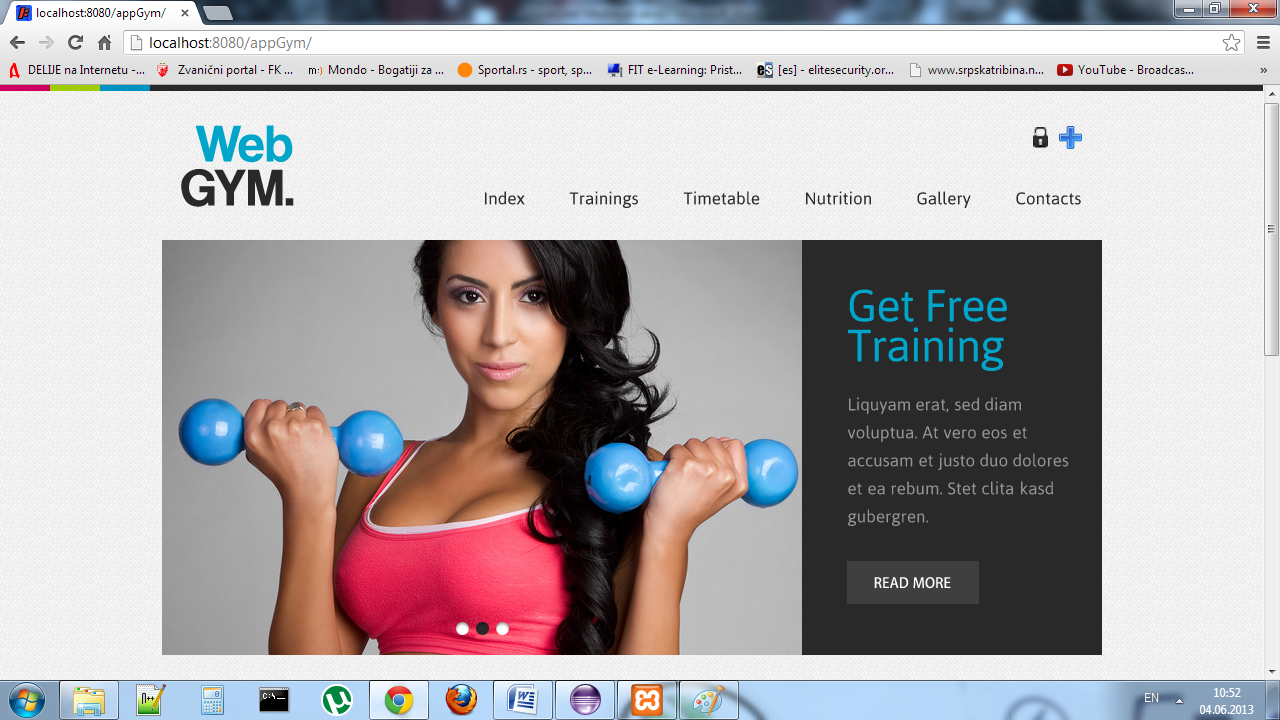 localhost:8080/appGym/
localhost:8080/appGym/
DELIJE na Internetu -...
Zvanični portal - FK ...
m:) Mondo - Bogatiji za ...
Sportal.rs - sport, sp...
FIT e-Learning: Prist...
eS [es] - elitesecurity.or...
www.srpskatribina.n...
YouTube - Broadcas...
»
Web
GYM.
Index
Trainings
Timetable
Nutrition
Gallery
Contacts
Get Free
Training
Liquyam erat, sed diam
voluptua. At vero eos et
accusam et justo duo dolores
et ea rebum. Stet clita kasd
gubergren.
READ MORE
EN
10:52
04.06.2013